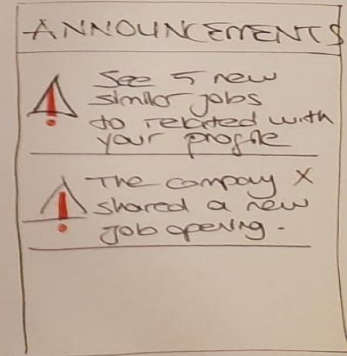 ANNOUNCEMENTS
See 5 new
similar jobs
to related with
your profile
The company X
shared a new
Job opening.